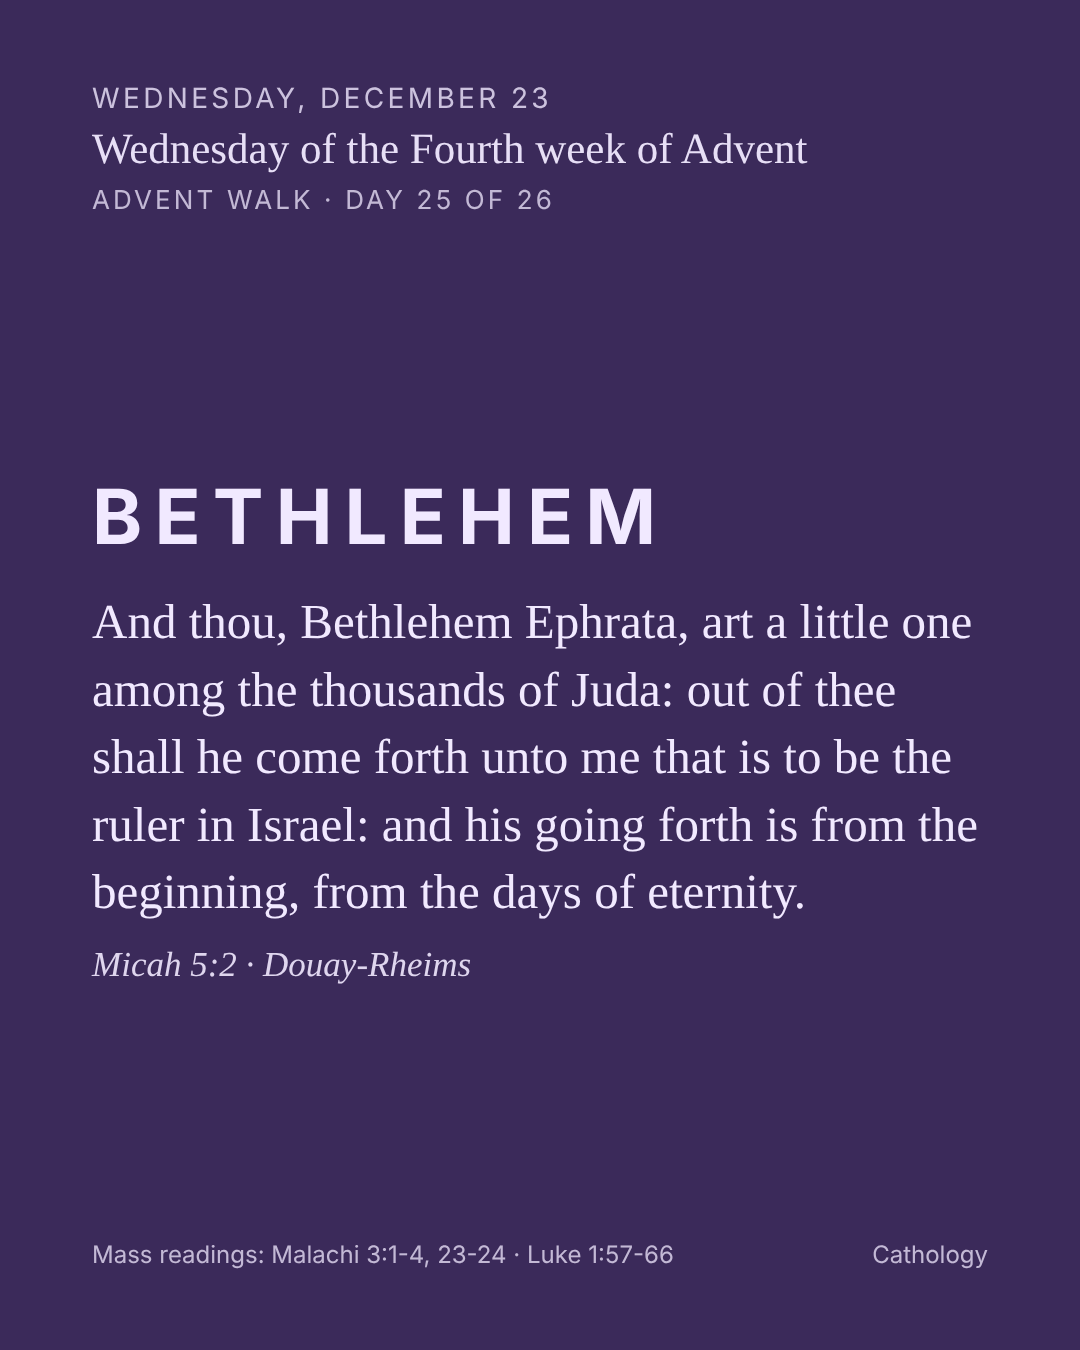 WEDNESDAY, DECEMBER 23
Wednesday of the Fourth week of Advent
ADVENT WALK · DAY 25 OF 26
BETHLEHEM
And thou, Bethlehem Ephrata, art a little one
among the thousands of Juda: out of thee
shall he come forth unto me that is to be the
ruler in Israel: and his going forth is from the
beginning, from the days of eternity.
Micah 5:2 · Douay-Rheims
Mass readings: Malachi 3:1-4, 23-24 · Luke 1:57-66
Cathology